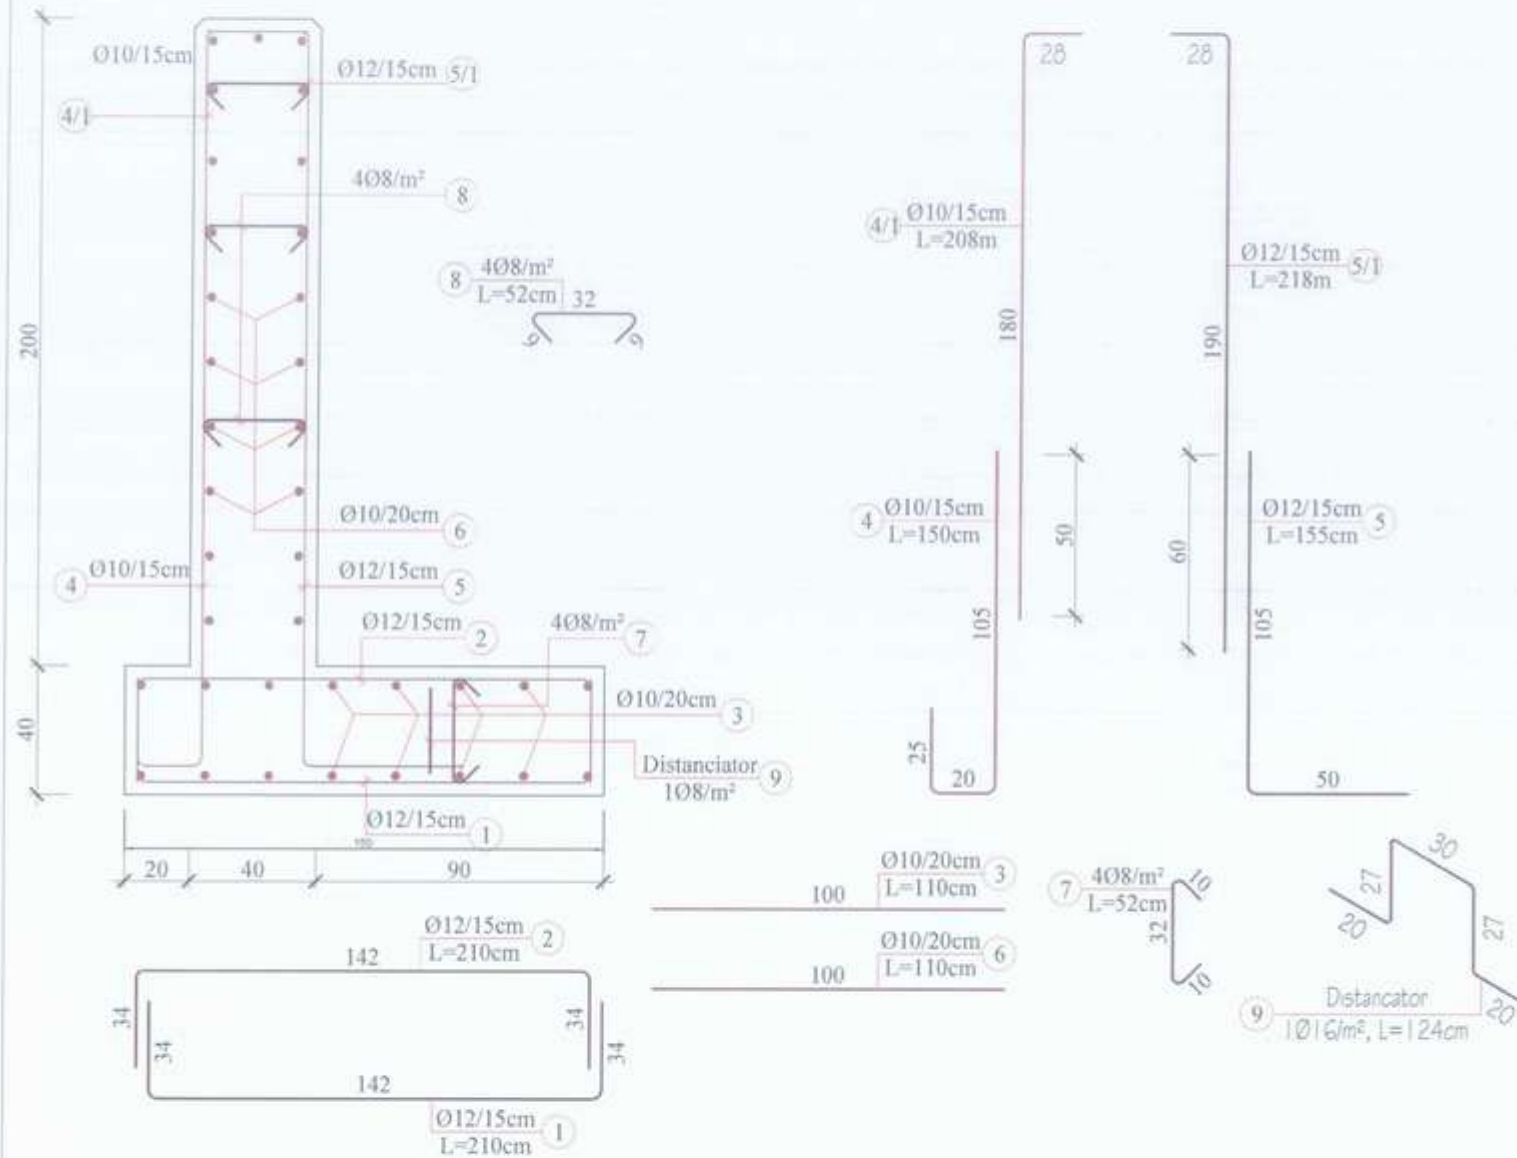 Ø10/15cm
Ø12/15cm 5/1
4/1
4Ø8/m²
8
200
8
4Ø8/m²
L=52cm
32
9
9
Ø10/20cm
6
4
Ø10/15cm
Ø12/15cm
5
Ø12/15cm
2
4Ø8/m²
7
Ø10/20cm
3
40
Distanciator
1Ø8/m²
9
Ø12/15cm
1
20
40
90
28
28
4/1
Ø10/15cm
L=208m
Ø12/15cm
L=218m
5/1
180
190
4
Ø10/15cm
L=150cm
50
60
Ø12/15cm
L=155cm
5
105
105
25
20
50
Ø12/15cm
L=210cm
2
142
34
34
34
34
142
Ø12/15cm
L=210cm
1
100
Ø10/20cm
L=110cm
3
100
Ø10/20cm
L=110cm
6
7
4Ø8/m²
L=52cm
10
32
10
30
27
20
27
20
9
Distancator
1Ø16/m², L=124cm